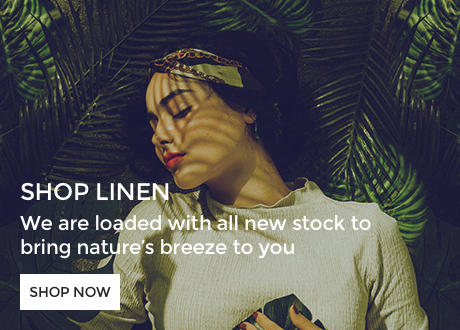 SHOP LINEN
We are loaded with all new stock to
bring nature's breeze to you
SHOP NOW